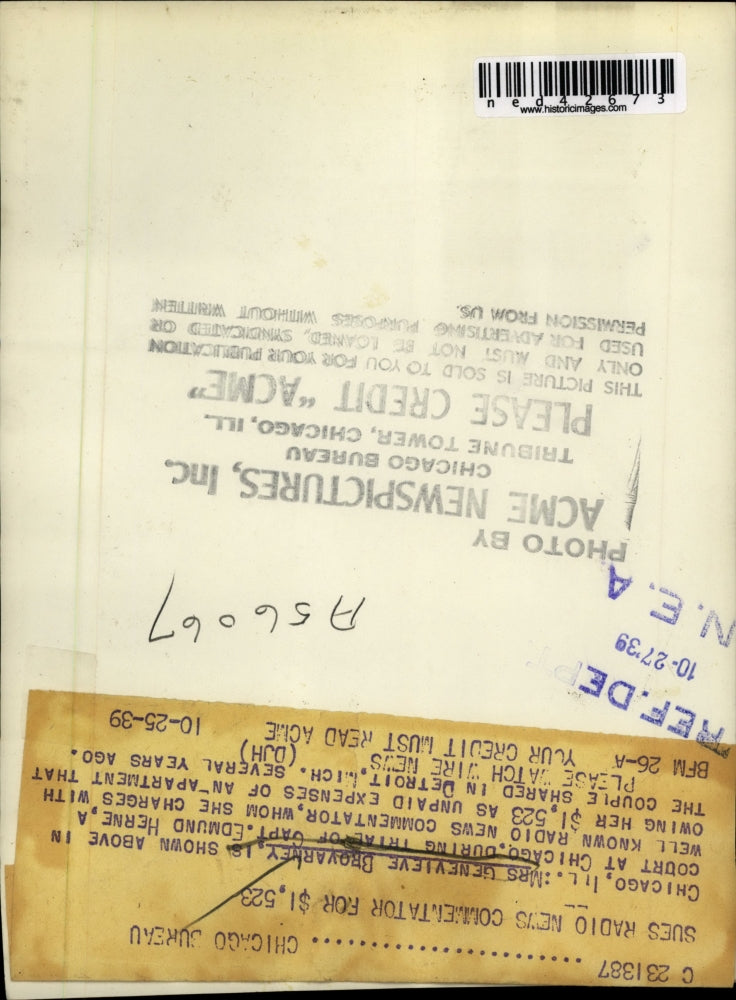 C 231387 .................... CHICAGO BUREAU
SUES RADIO NEWS COMMENTATOR FOR $1,523
CHICAGO, ILL.: MRS GENEVIEVE BROVARNEY, IS SHOWN ABOVE IN
COURT AT CHICAGO, DURING TRIAL OF CAPT. EDMUND HERNE, A
WELL KNOWN RADIO NEWS COMMENTATOR, WHOM SHE CHARGES WITH
OWING HER $1,523 AS UNPAID EXPENSES OF AN APARTMENT THAT
THE COUPLE SHARED IN DETROIT, MICH. SEVERAL YEARS AGO.
PLEASE WATCH WIRE NEWS (DJH)
BFM 26-A YOUR CREDIT MUST READ ACME 10-25-39
REF. DEPT
10-27'39
N. E. A
A56067
PHOTO BY
ACME NEWSPICTURES, Inc.
CHICAGO BUREAU
TRIBUNE TOWER, CHICAGO, ILL.
PLEASE CREDIT "ACME"
THIS PICTURE IS SOLD TO YOU FOR YOUR PUBLICATION
ONLY AND MUST NOT BE LOANED, SYNDICATED OR
USED FOR ADVERTISING PURPOSES WITHOUT WRITTEN
PERMISSION FROM US.
ned42673
www.historicimages.com